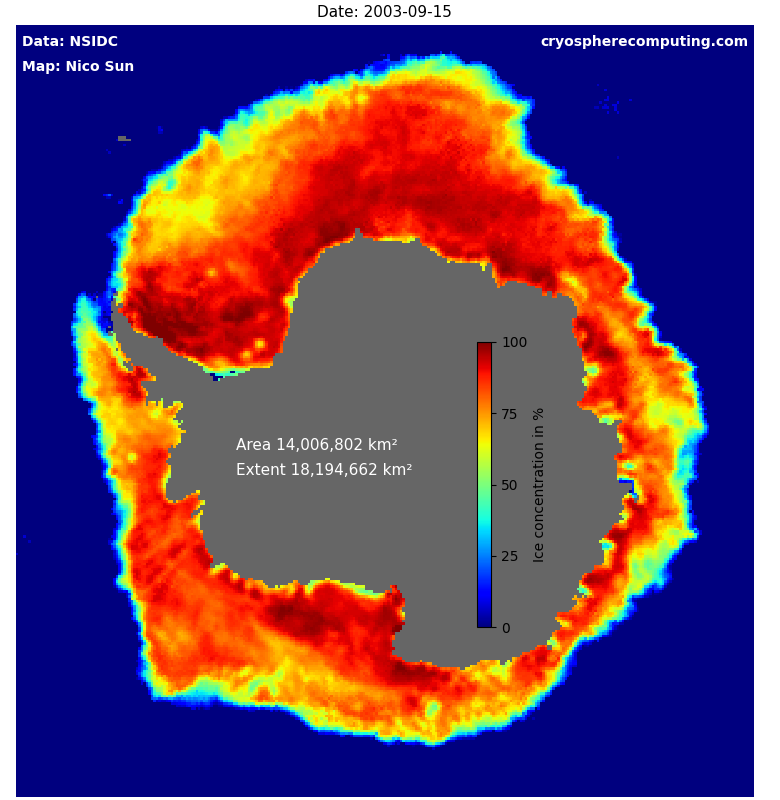 Date: 2003-09-15
Data: NSIDC
cryospherecomputing.com
Map: Nico Sun
100
75
50
25
0
Ice concentration in %
Area 14,006,802 km²
Extent 18,194,662 km²